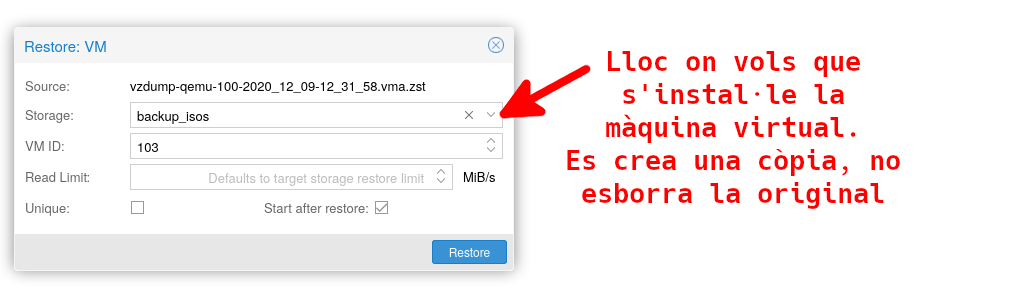 Restore: VM
Source: vzdump-qemu-100-2020_12_09-12_31_58.vma.zst
Storage: backup_isos
VM ID: 103
Read Limit: Defaults to target storage restore limit MiB/s
Unique: Start after restore:
Restore
Lloc on vols que
s'instal·le la
màquina virtual.
Es crea una còpia, no
esborra la original